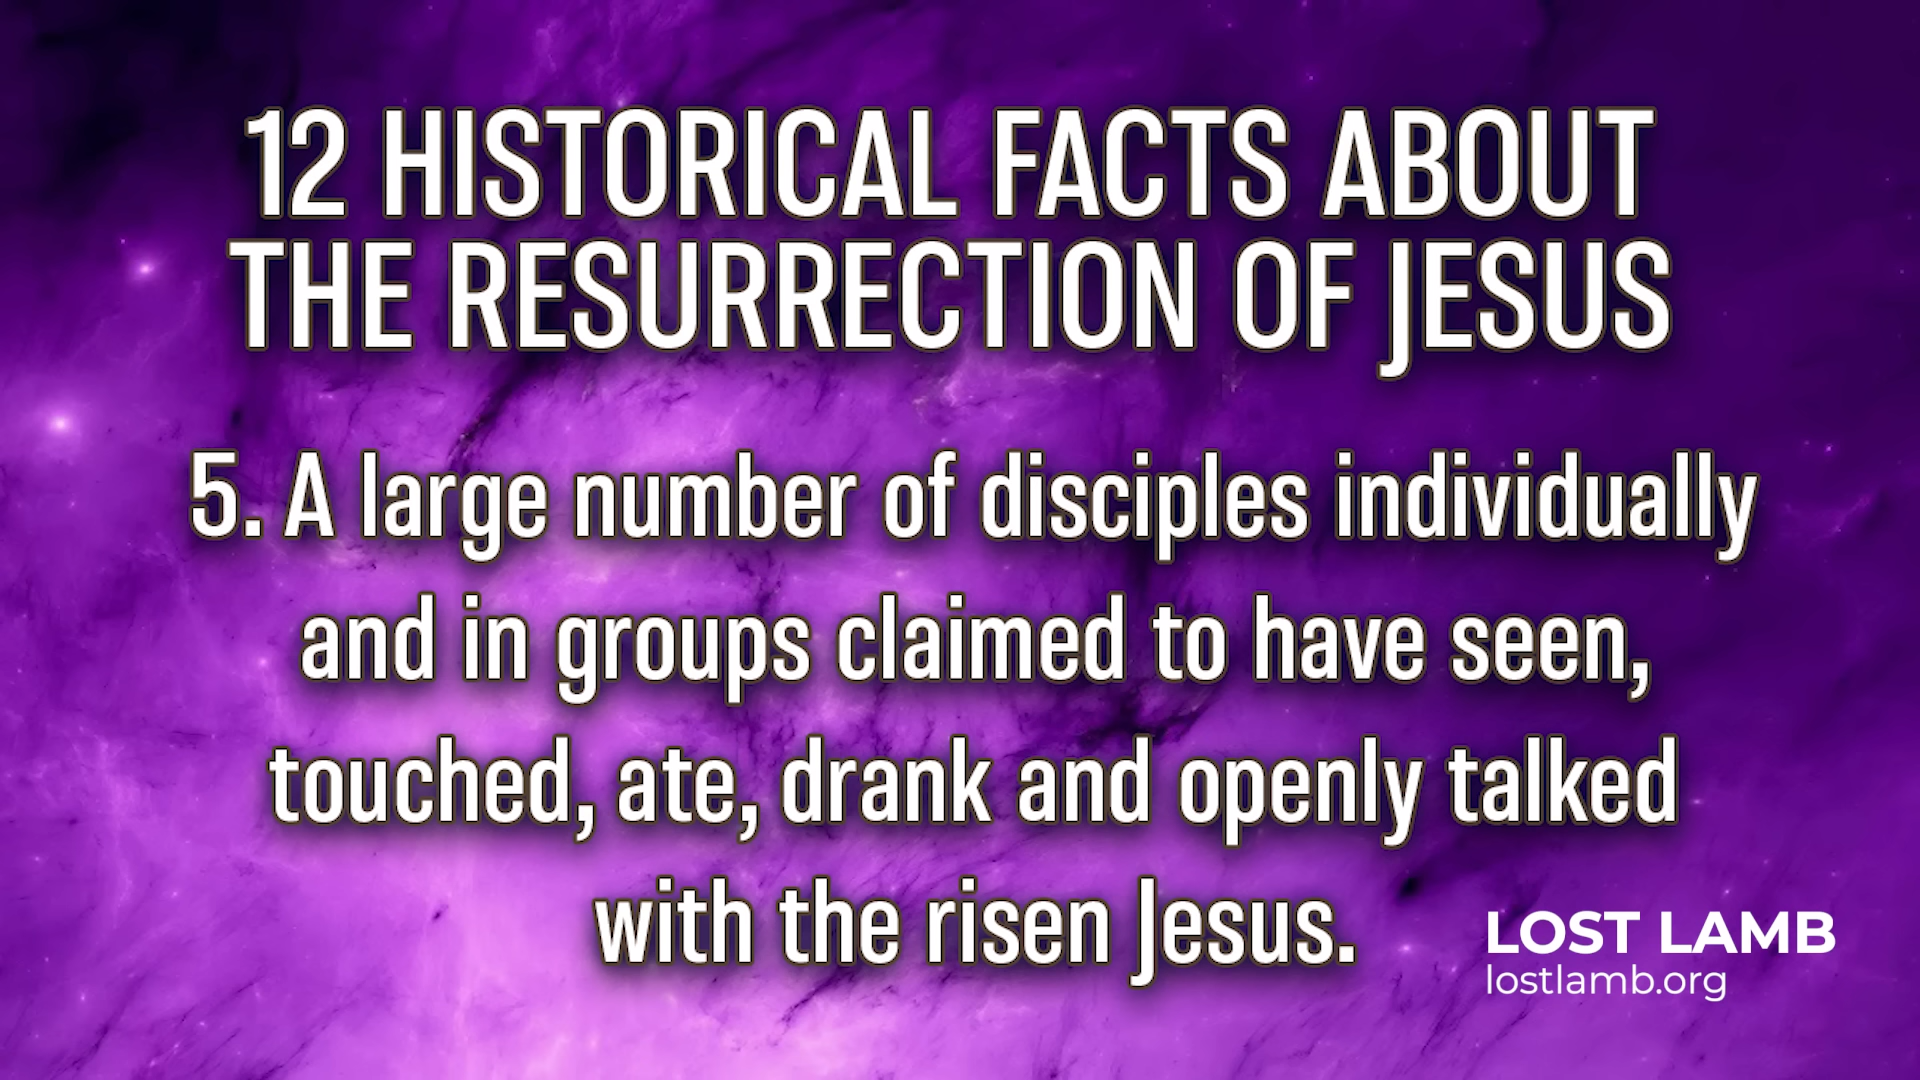 12 HISTORICAL FACTS ABOUT
THE RESURRECTION OF JESUS
5. A large number of disciples individually
and in groups claimed to have seen,
touched, ate, drank and openly talked
with the risen Jesus.
LOST LAMB
lostlamb.org